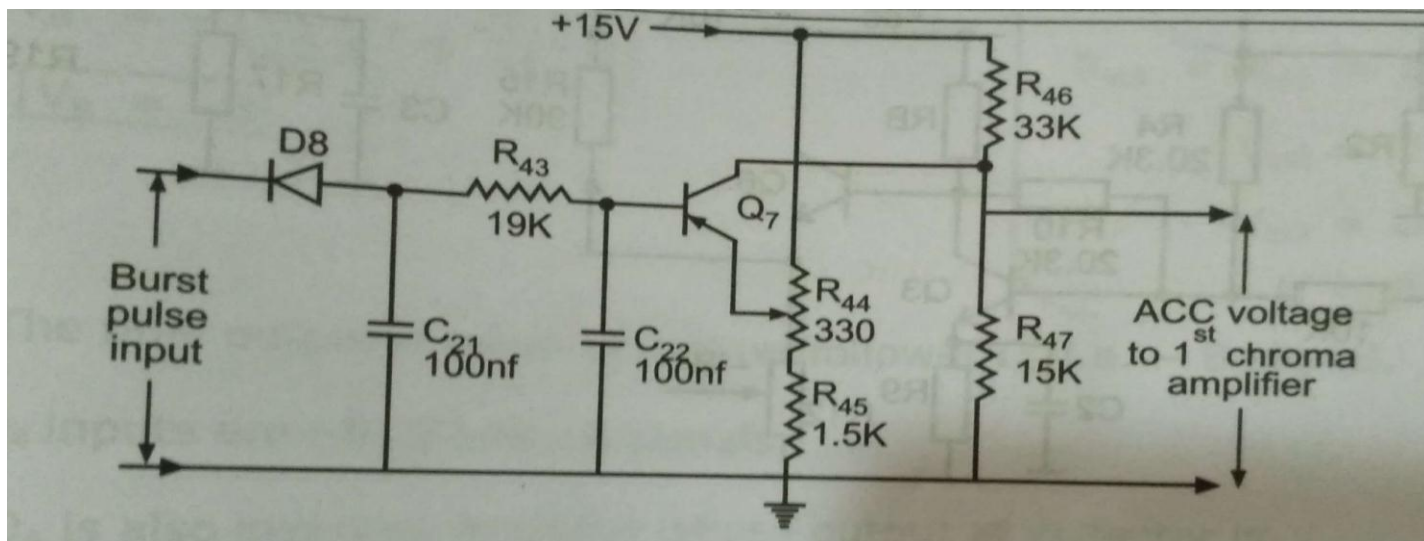 +15V
R46
33K
D8
R43
19K
Q7
Burst
pulse
input
C21
100nf
C22
100nf
R44
330
R45
1.5K
R47
15K
ACC voltage
to 1st chroma
amplifier